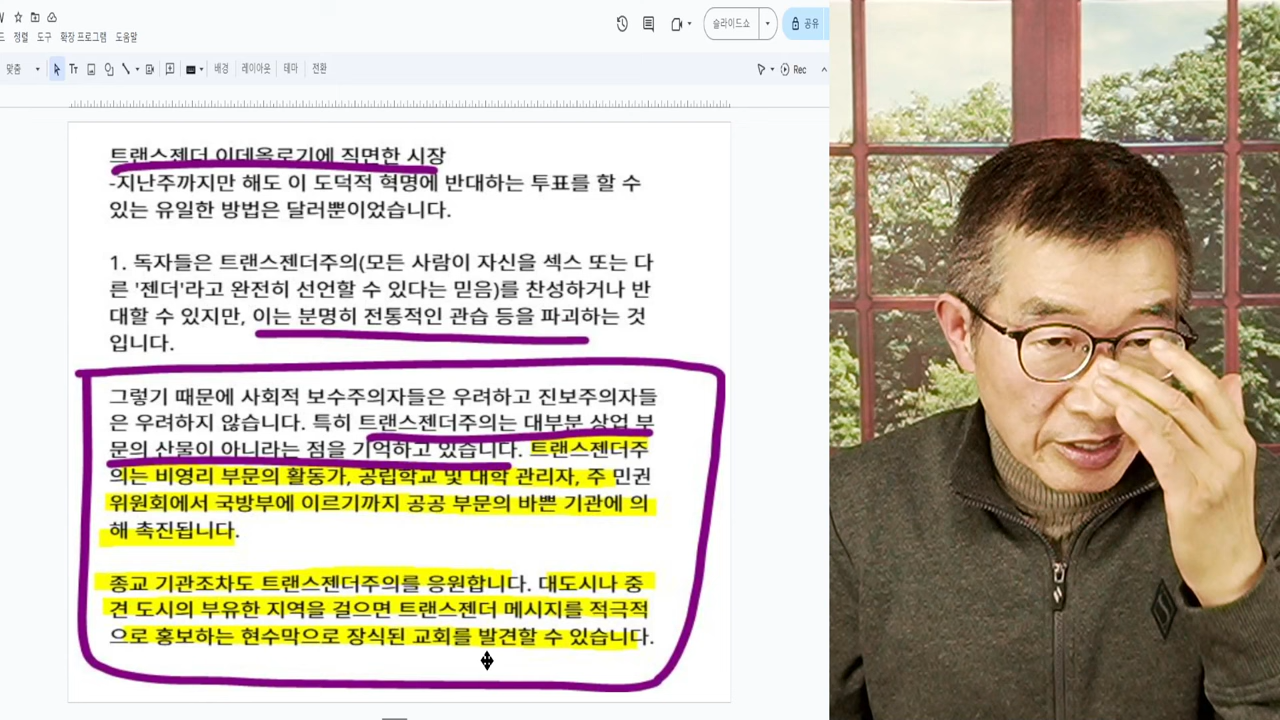 정렬 도구 확장 프로그램 도움말
슬라이드쇼
공유
맞춤
배경 레이아웃 테마 전환
Rec
트랜스젠더 이데올로기에 직면한 시장
-지난주까지만 해도 이 도덕적 혁명에 반대하는 투표를 할 수
있는 유일한 방법은 달러뿐이었습니다.
1. 독자들은 트랜스젠더주의(모든 사람이 자신을 섹스 또는 다
른 '젠더'라고 완전히 선언할 수 있다는 믿음)를 찬성하거나 반
대할 수 있지만, 이는 분명히 전통적인 관습 등을 파괴하는 것
입니다.
그렇기 때문에 사회적 보수주의자들은 우려하고 진보주의자들
은 우려하지 않습니다. 특히 트랜스젠더주의는 대부분 상업 부
문의 산물이 아니라는 점을 기억하고 있습니다. 트랜스젠더주
의는 비영리 부문의 활동가, 공립학교 및 대학 관리자, 주 민권
위원회에서 국방부에 이르기까지 공공 부문의 바쁜 기관에 의
해 촉진됩니다.
종교 기관조차도 트랜스젠더주의를 응원합니다. 대도시나 중
견 도시의 부유한 지역을 걸으면 트랜스젠더 메시지를 적극적
으로 홍보하는 현수막으로 장식된 교회를 발견할 수 있습니다.